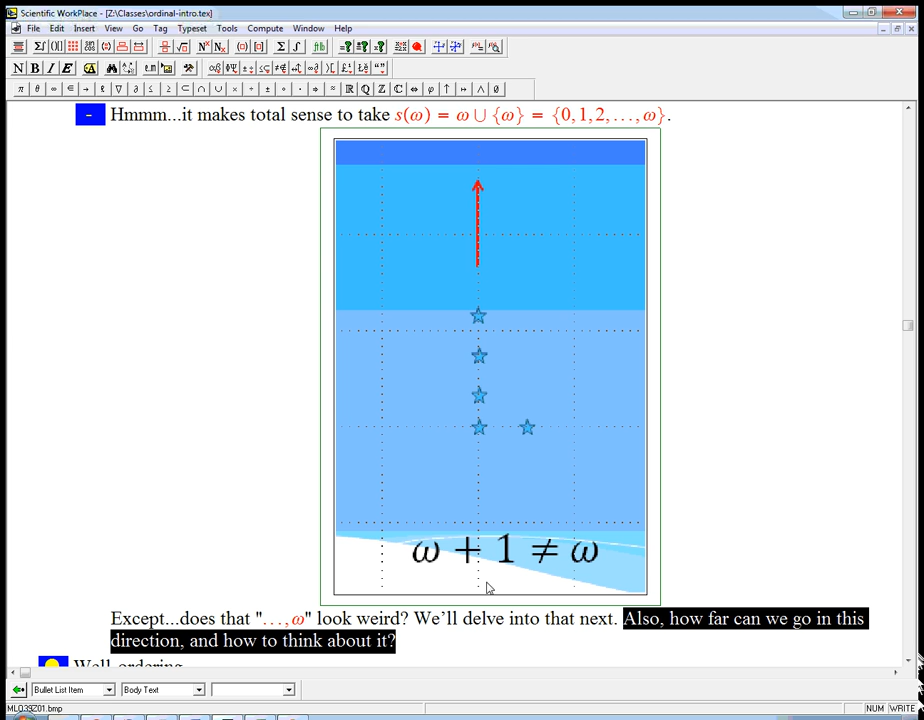 Scientific WorkPlace - [Z:\Classes\ordinal-intro.tex]
File Edit Insert View Go Tag Typeset Tools Compute Window Help
Hmmm...it makes total sense to take s(ω) = ω ∪ {ω} = {0,1,2,…,ω}.
ω + 1 ≠ ω
Except...does that "…,ω" look weird? We'll delve into that next. Also, how far can we go in this
direction, and how to think about it?
Well-ordering
Bullet List Item Body Text
NUM WRITE